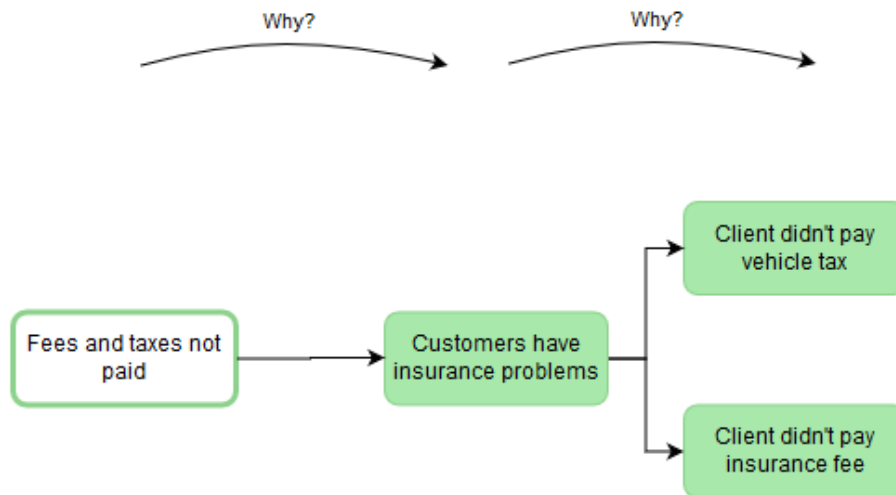 Why?
Why?
Client didn't pay
vehicle tax
Fees and taxes not
paid
Customers have
insurance problems
Client didn't pay
insurance fee